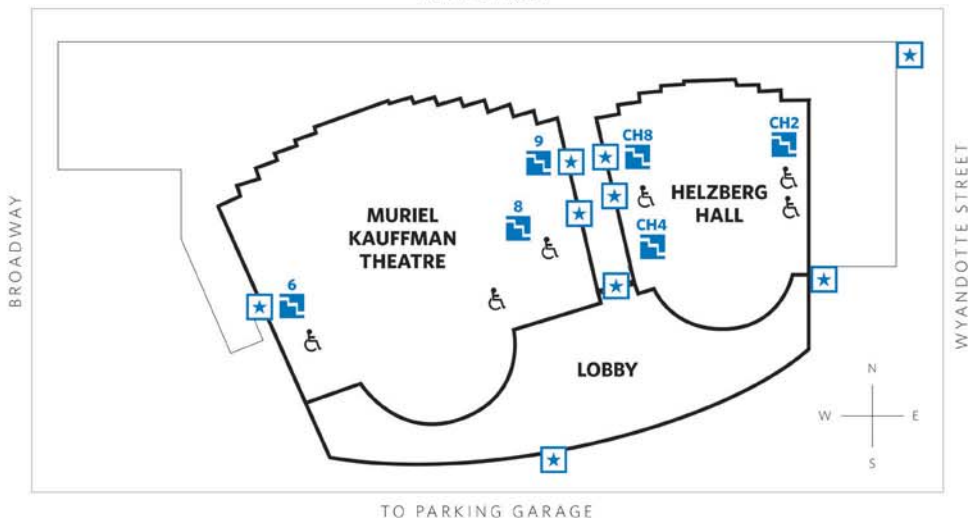 9
CH8
CH2
HELZBERG
HALL
MURIEL
KAUFFMAN
THEATRE
8
CH4
6
LOBBY
BROADWAY
WYANDOTTE STREET
N
W
E
S
TO PARKING GARAGE